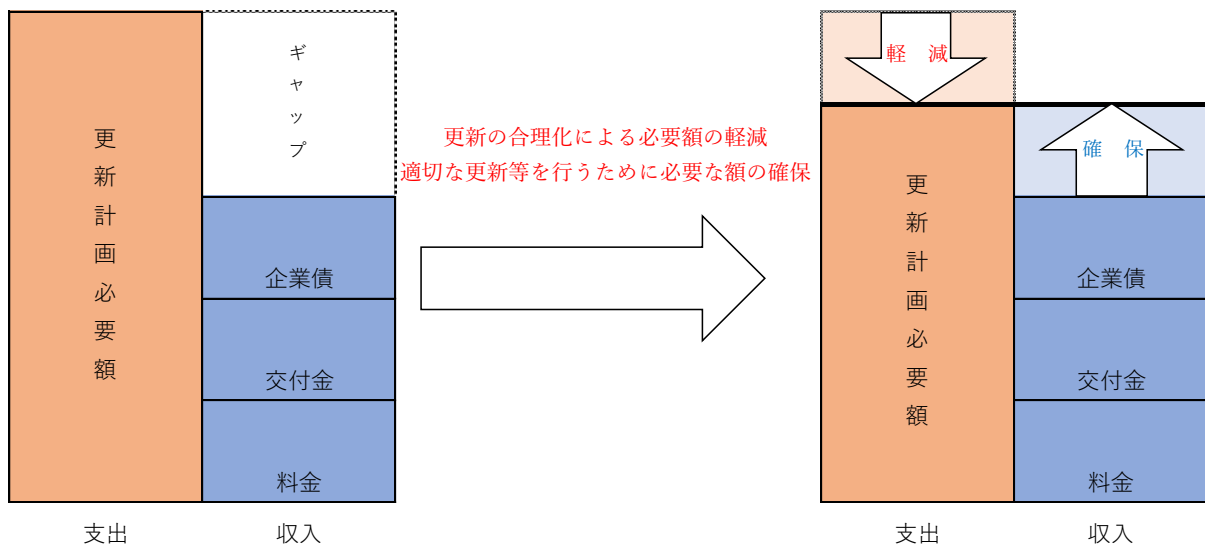 ギャップ
更新計画必要額
企業債
交付金
料金
支出
収入
更新の合理化による必要額の軽減
適切な更新等を行うために必要な額の確保
軽　減
確　保
更新計画必要額
企業債
交付金
料金
支出
収入